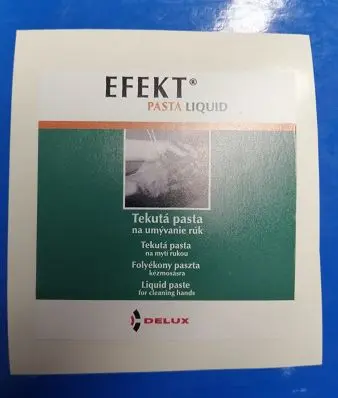 EFEKT®
PASTA LIQUID
Tekutá pasta
na umývanie rúk
Tekutá pasta
na mytí rukou
Folyékony paszta
kézmosásra
Liquid paste
for cleaning hands
DELUX